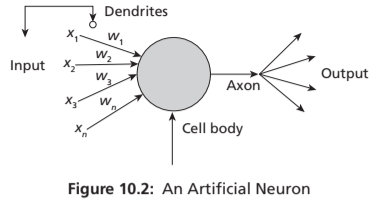 Dendrites
x1 w1
Input x2 w2
w3
x3 wn
xn
Axon
Output
Cell body
Figure 10.2: An Artificial Neuron